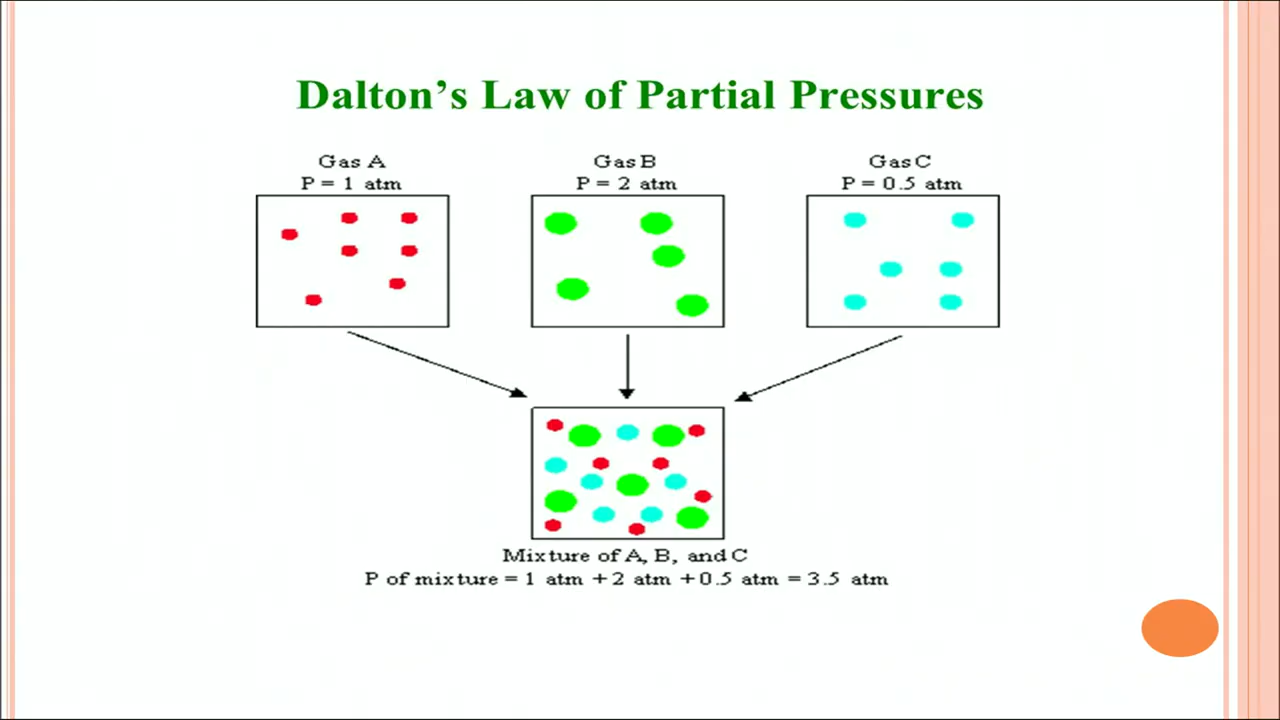 Dalton's Law of Partial Pressures
Gas A
P = 1 atm
Gas B
P = 2 atm
Gas C
P = 0.5 atm
Mixture of A, B, and C
P of mixture = 1 atm + 2 atm + 0.5 atm = 3.5 atm